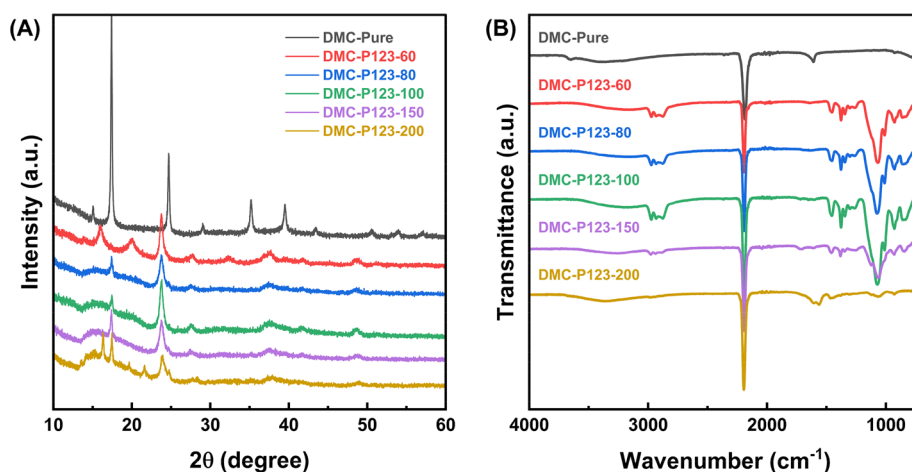 (A)
DMC-Pure
DMC-P123-60
DMC-P123-80
DMC-P123-100
DMC-P123-150
DMC-P123-200
Intensity (a.u.)
10 20 30 40 50 60
2θ (degree)
(B)
DMC-Pure
DMC-P123-60
DMC-P123-80
DMC-P123-100
DMC-P123-150
DMC-P123-200
Transmittance (a.u.)
4000 3000 2000 1000
Wavenumber (cm⁻¹)